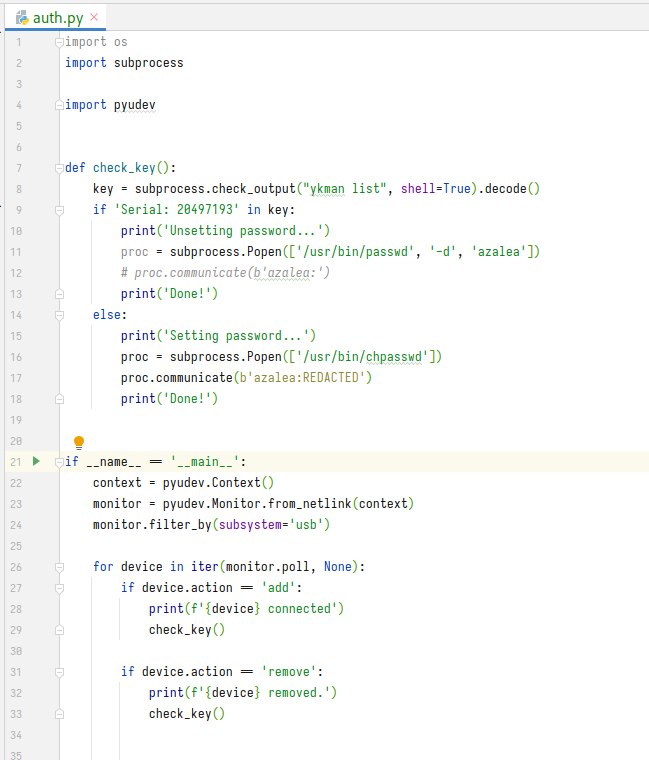 auth.py
1 import os
2 import subprocess
3
4 import pyudev
5
6
7 def check_key():
8 key = subprocess.check_output("ykman list", shell=True).decode()
9 if 'Serial: 20497193' in key:
10 print('Unsetting password...')
11 proc = subprocess.Popen(['/usr/bin/passwd', '-d', 'azalea'])
12 # proc.communicate(b'azalea:')
13 print('Done!')
14 else:
15 print('Setting password...')
16 proc = subprocess.Popen(['/usr/bin/chpasswd'])
17 proc.communicate(b'azalea:REDACTED')
18 print('Done!')
19
20
21 if __name__ == '__main__':
22 context = pyudev.Context()
23 monitor = pyudev.Monitor.from_netlink(context)
24 monitor.filter_by(subsystem='usb')
25
26 for device in iter(monitor.poll, None):
27 if device.action == 'add':
28 print(f'{device} connected')
29 check_key()
30
31 if device.action == 'remove':
32 print(f'{device} removed.')
33 check_key()
34
35